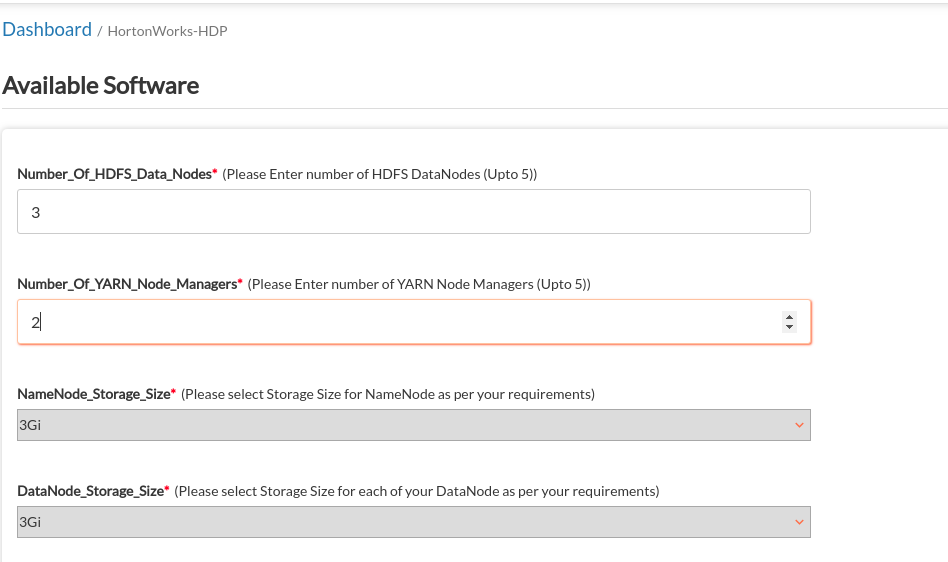 Dashboard / HortonWorks-HDP
Available Software
Number_Of_HDFS_Data_Nodes* (Please Enter number of HDFS DataNodes (Upto 5))
3
Number_Of_YARN_Node_Managers* (Please Enter number of YARN Node Managers (Upto 5))
2
NameNode_Storage_Size* (Please select Storage Size for NameNode as per your requirements)
3Gi
DataNode_Storage_Size* (Please select Storage Size for each of your DataNode as per your requirements)
3Gi